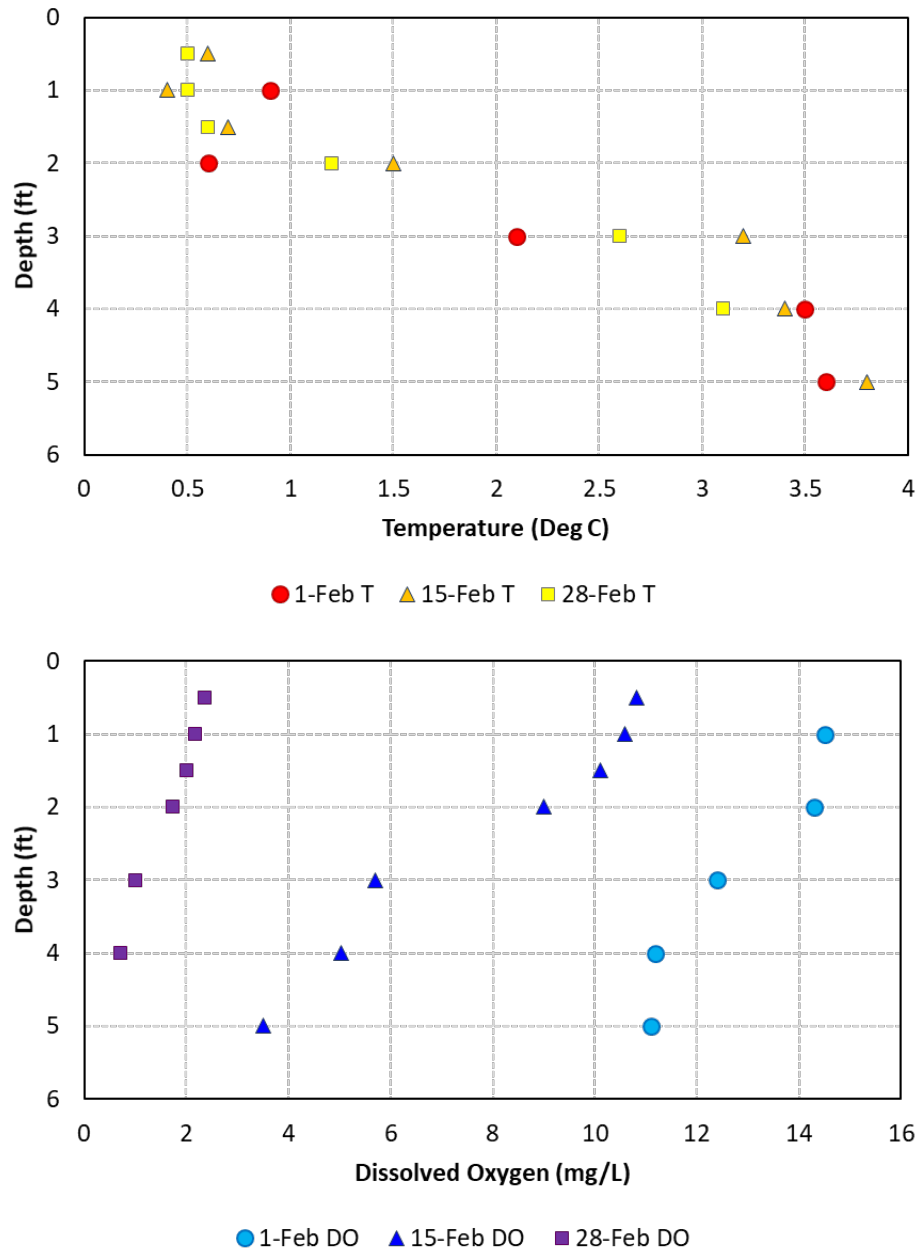 0
1
2
3
4
5
6
Depth (ft)
0 0.5 1 1.5 2 2.5 3 3.5 4
Temperature (Deg C)
1-Feb T 15-Feb T 28-Feb T
0
1
2
3
4
5
6
Depth (ft)
0 2 4 6 8 10 12 14 16
Dissolved Oxygen (mg/L)
1-Feb DO 15-Feb DO 28-Feb DO